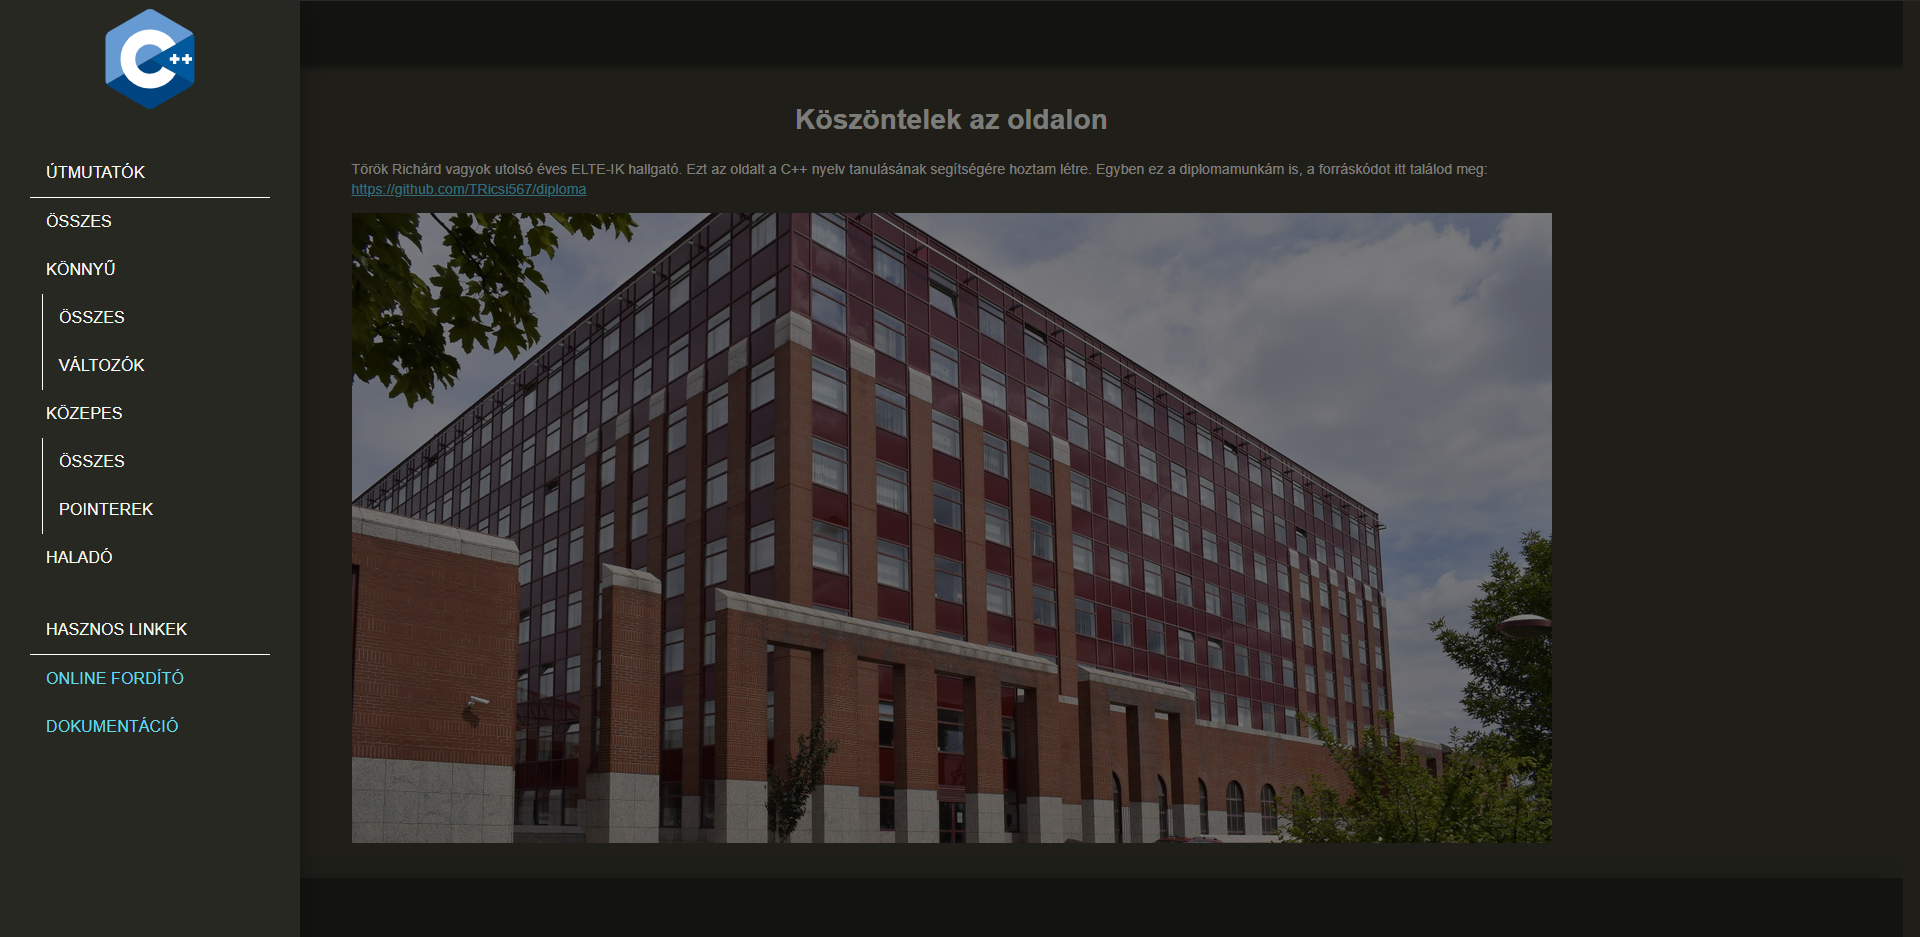 C++
ÚTMUTATÓK
ÖSSZES
KÖNNYŰ
ÖSSZES
VÁLTOZÓK
KÖZEPES
ÖSSZES
POINTEREK
HALADÓ
HASZNOS LINKEK
ONLINE FORDÍTÓ
DOKUMENTÁCIÓ
Köszöntelek az oldalon
Török Richárd vagyok utolsó éves ELTE-IK hallgató. Ezt az oldalt a C++ nyelv tanulásának segítségére hoztam létre. Egyben ez a diplomamunkám is, a forráskódot itt találod meg:
https://github.com/TRicsi567/diploma